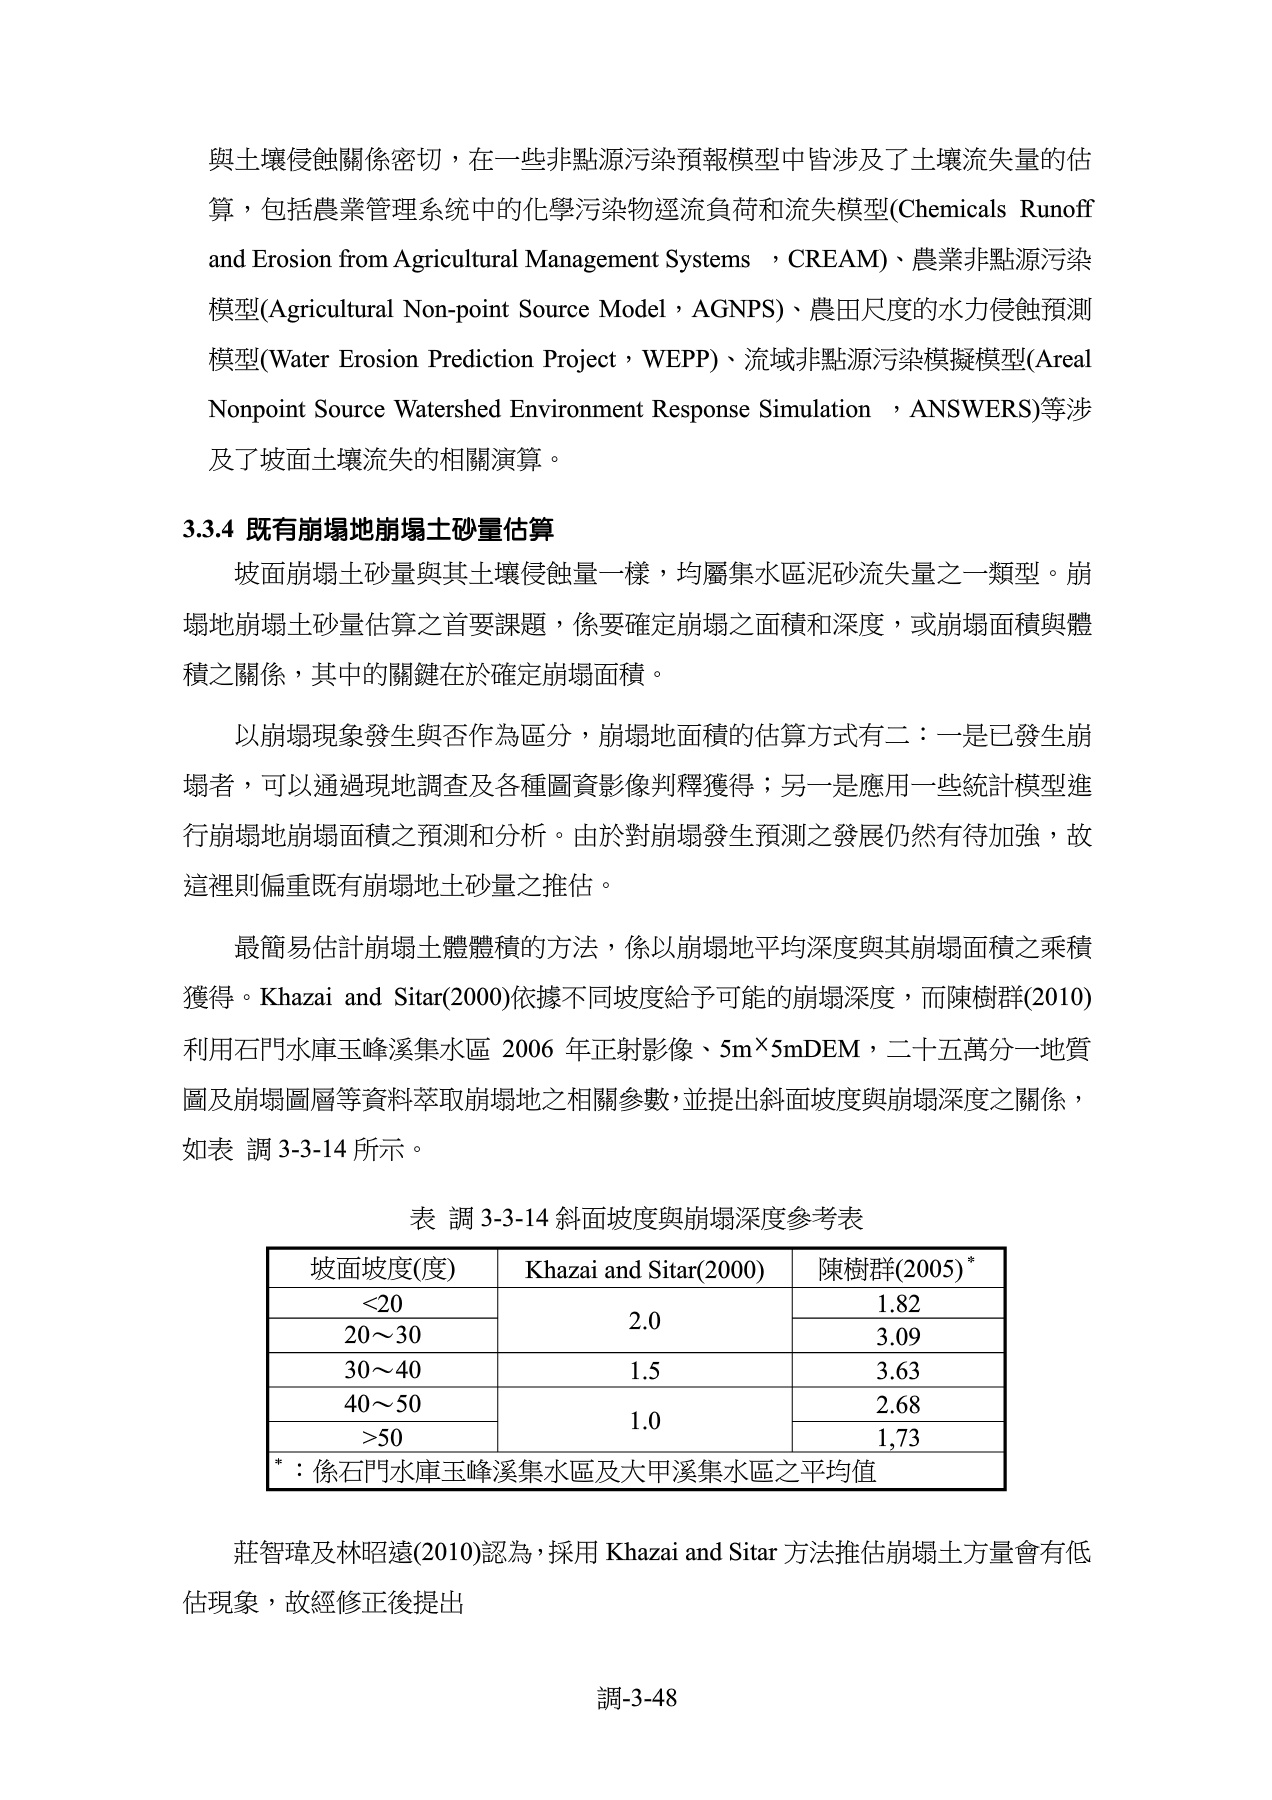 與土壤侵蝕關係密切，在一些非點源污染預報模型中皆涉及了土壤流失量的估
算，包括農業管理系統中的化學污染物逕流負荷和流失模型(Chemicals Runoff
and Erosion from Agricultural Management Systems ，CREAM)、農業非點源污染
模型(Agricultural Non-point Source Model，AGNPS)、農田尺度的水力侵蝕預測
模型(Water Erosion Prediction Project，WEPP)、流域非點源污染模擬模型(Areal
Nonpoint Source Watershed Environment Response Simulation ，ANSWERS)等涉
及了坡面土壤流失的相關演算。
3.3.4 既有崩塌地崩塌土砂量估算
坡面崩塌土砂量與其土壤侵蝕量一樣，均屬集水區泥砂流失量之一類型。崩
塌地崩塌土砂量估算之首要課題，係要確定崩塌之面積和深度，或崩塌面積與體
積之關係，其中的關鍵在於確定崩塌面積。
以崩塌現象發生與否作為區分，崩塌地面積的估算方式有二：一是已發生崩
塌者，可以通過現地調查及各種圖資影像判釋獲得；另一是應用一些統計模型進
行崩塌地崩塌面積之預測和分析。由於對崩塌發生預測之發展仍然有待加強，故
這裡則偏重既有崩塌地土砂量之推估。
最簡易估計崩塌土體體積的方法，係以崩塌地平均深度與其崩塌面積之乘積
獲得。Khazai and Sitar(2000)依據不同坡度給予可能的崩塌深度，而陳樹群(2010)
利用石門水庫玉峰溪集水區 2006 年正射影像、5m×5mDEM，二十五萬分一地質
圖及崩塌圖層等資料萃取崩塌地之相關參數，並提出斜面坡度與崩塌深度之關係，
如表 調 3-3-14 所示。
表 調 3-3-14 斜面坡度與崩塌深度參考表
坡面坡度(度) Khazai and Sitar(2000) 陳樹群(2005)*
<20 2.0 1.82
20～30 3.09
30～40 1.5 3.63
40～50 1.0 2.68
>50 1,73
*：係石門水庫玉峰溪集水區及大甲溪集水區之平均值
莊智瑋及林昭遠(2010)認為，採用 Khazai and Sitar 方法推估崩塌土方量會有低
估現象，故經修正後提出
調-3-48